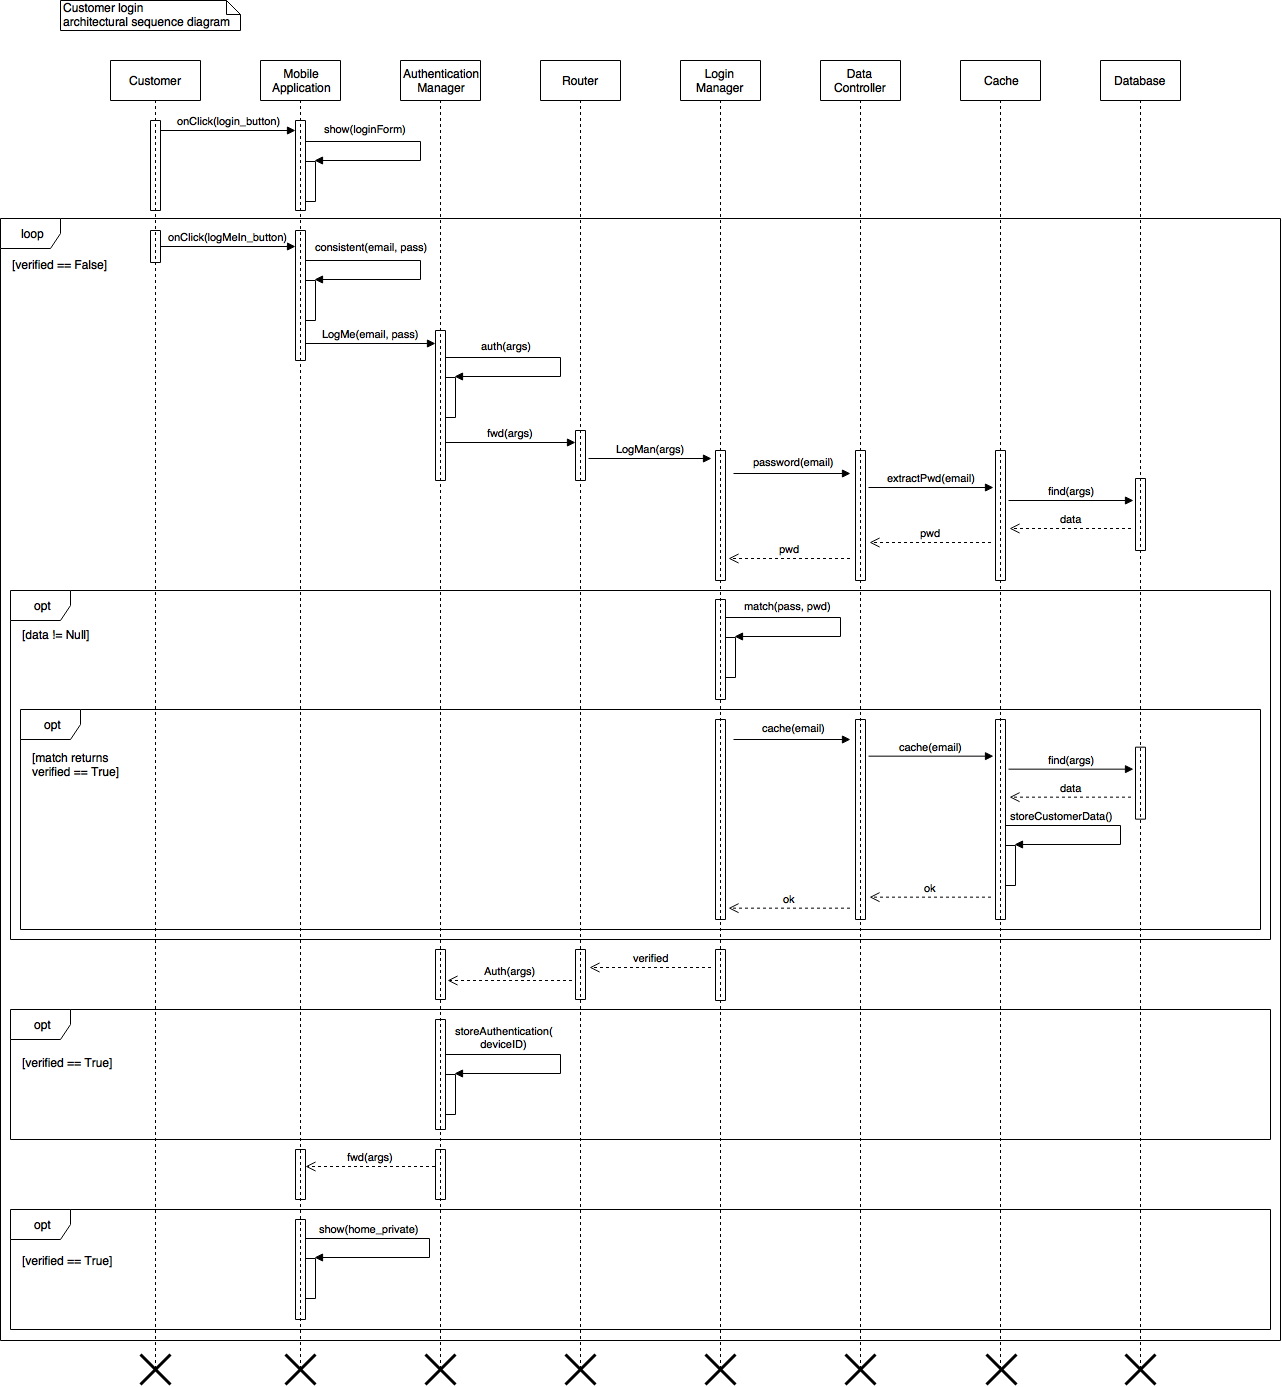 Customer login
architectural sequence diagram
Customer
Mobile
Application
Authentication
Manager
Router
Login
Manager
Data
Controller
Cache
Database
onClick(login_button)
show(loginForm)
loop
[verified == False]
onClick(logMeIn_button)
consistent(email, pass)
LogMe(email, pass)
auth(args)
fwd(args)
LogMan(args)
password(email)
extractPwd(email)
find(args)
data
pwd
pwd
opt
[data != Null]
match(pass, pwd)
opt
[match returns
verified == True]
cache(email)
cache(email)
find(args)
data
storeCustomerData()
ok
ok
verified
Auth(args)
opt
[verified == True]
storeAuthentication(
deviceID)
fwd(args)
opt
[verified == True]
show(home_private)